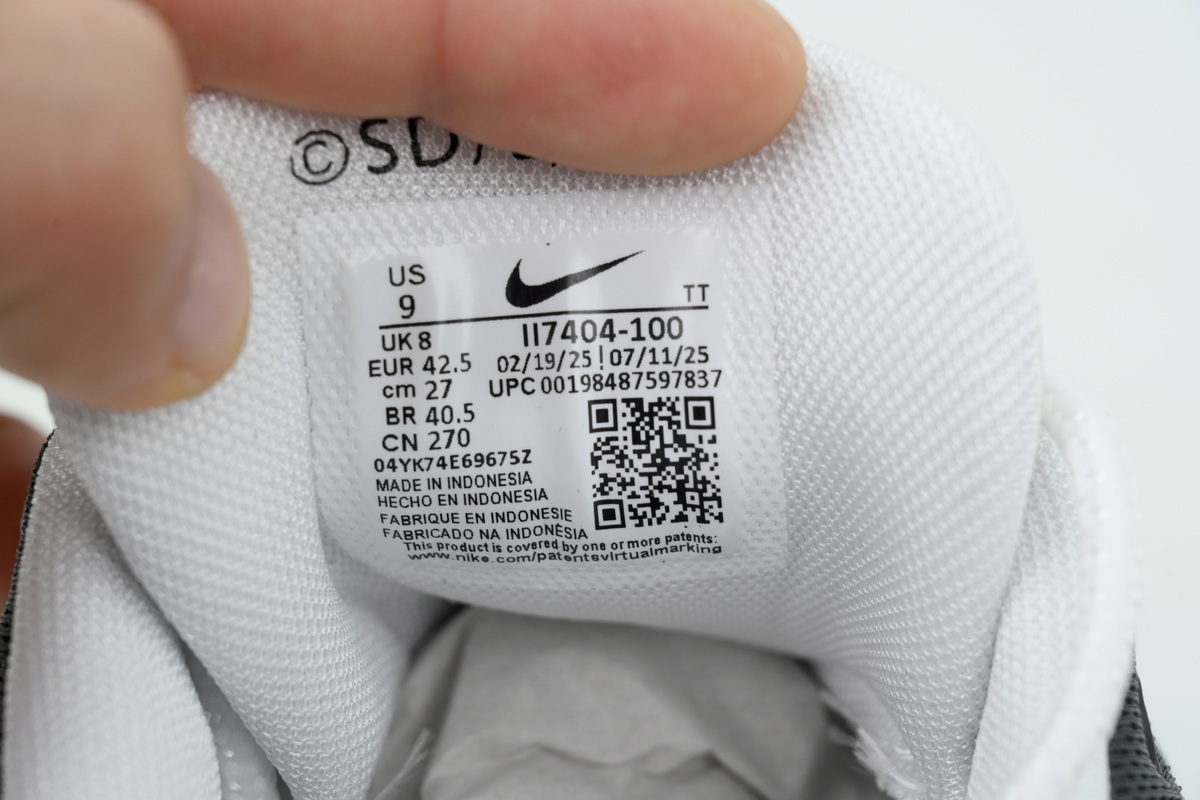 ©SD
US
9
TT
UK 8
II7404-100
EUR 42.5
02/19/25 | 07/11/25
cm 27
UPC 00198487597837
BR 40.5
CN 270
04YK74E69675Z
MADE IN INDONESIA
HECHO EN INDONESIA
FABRIQUE EN INDONESIE
FABRICADO NA INDONÉSIA
This product is covered by one or more patents:
www.nike.com/patentsvirtualmarking